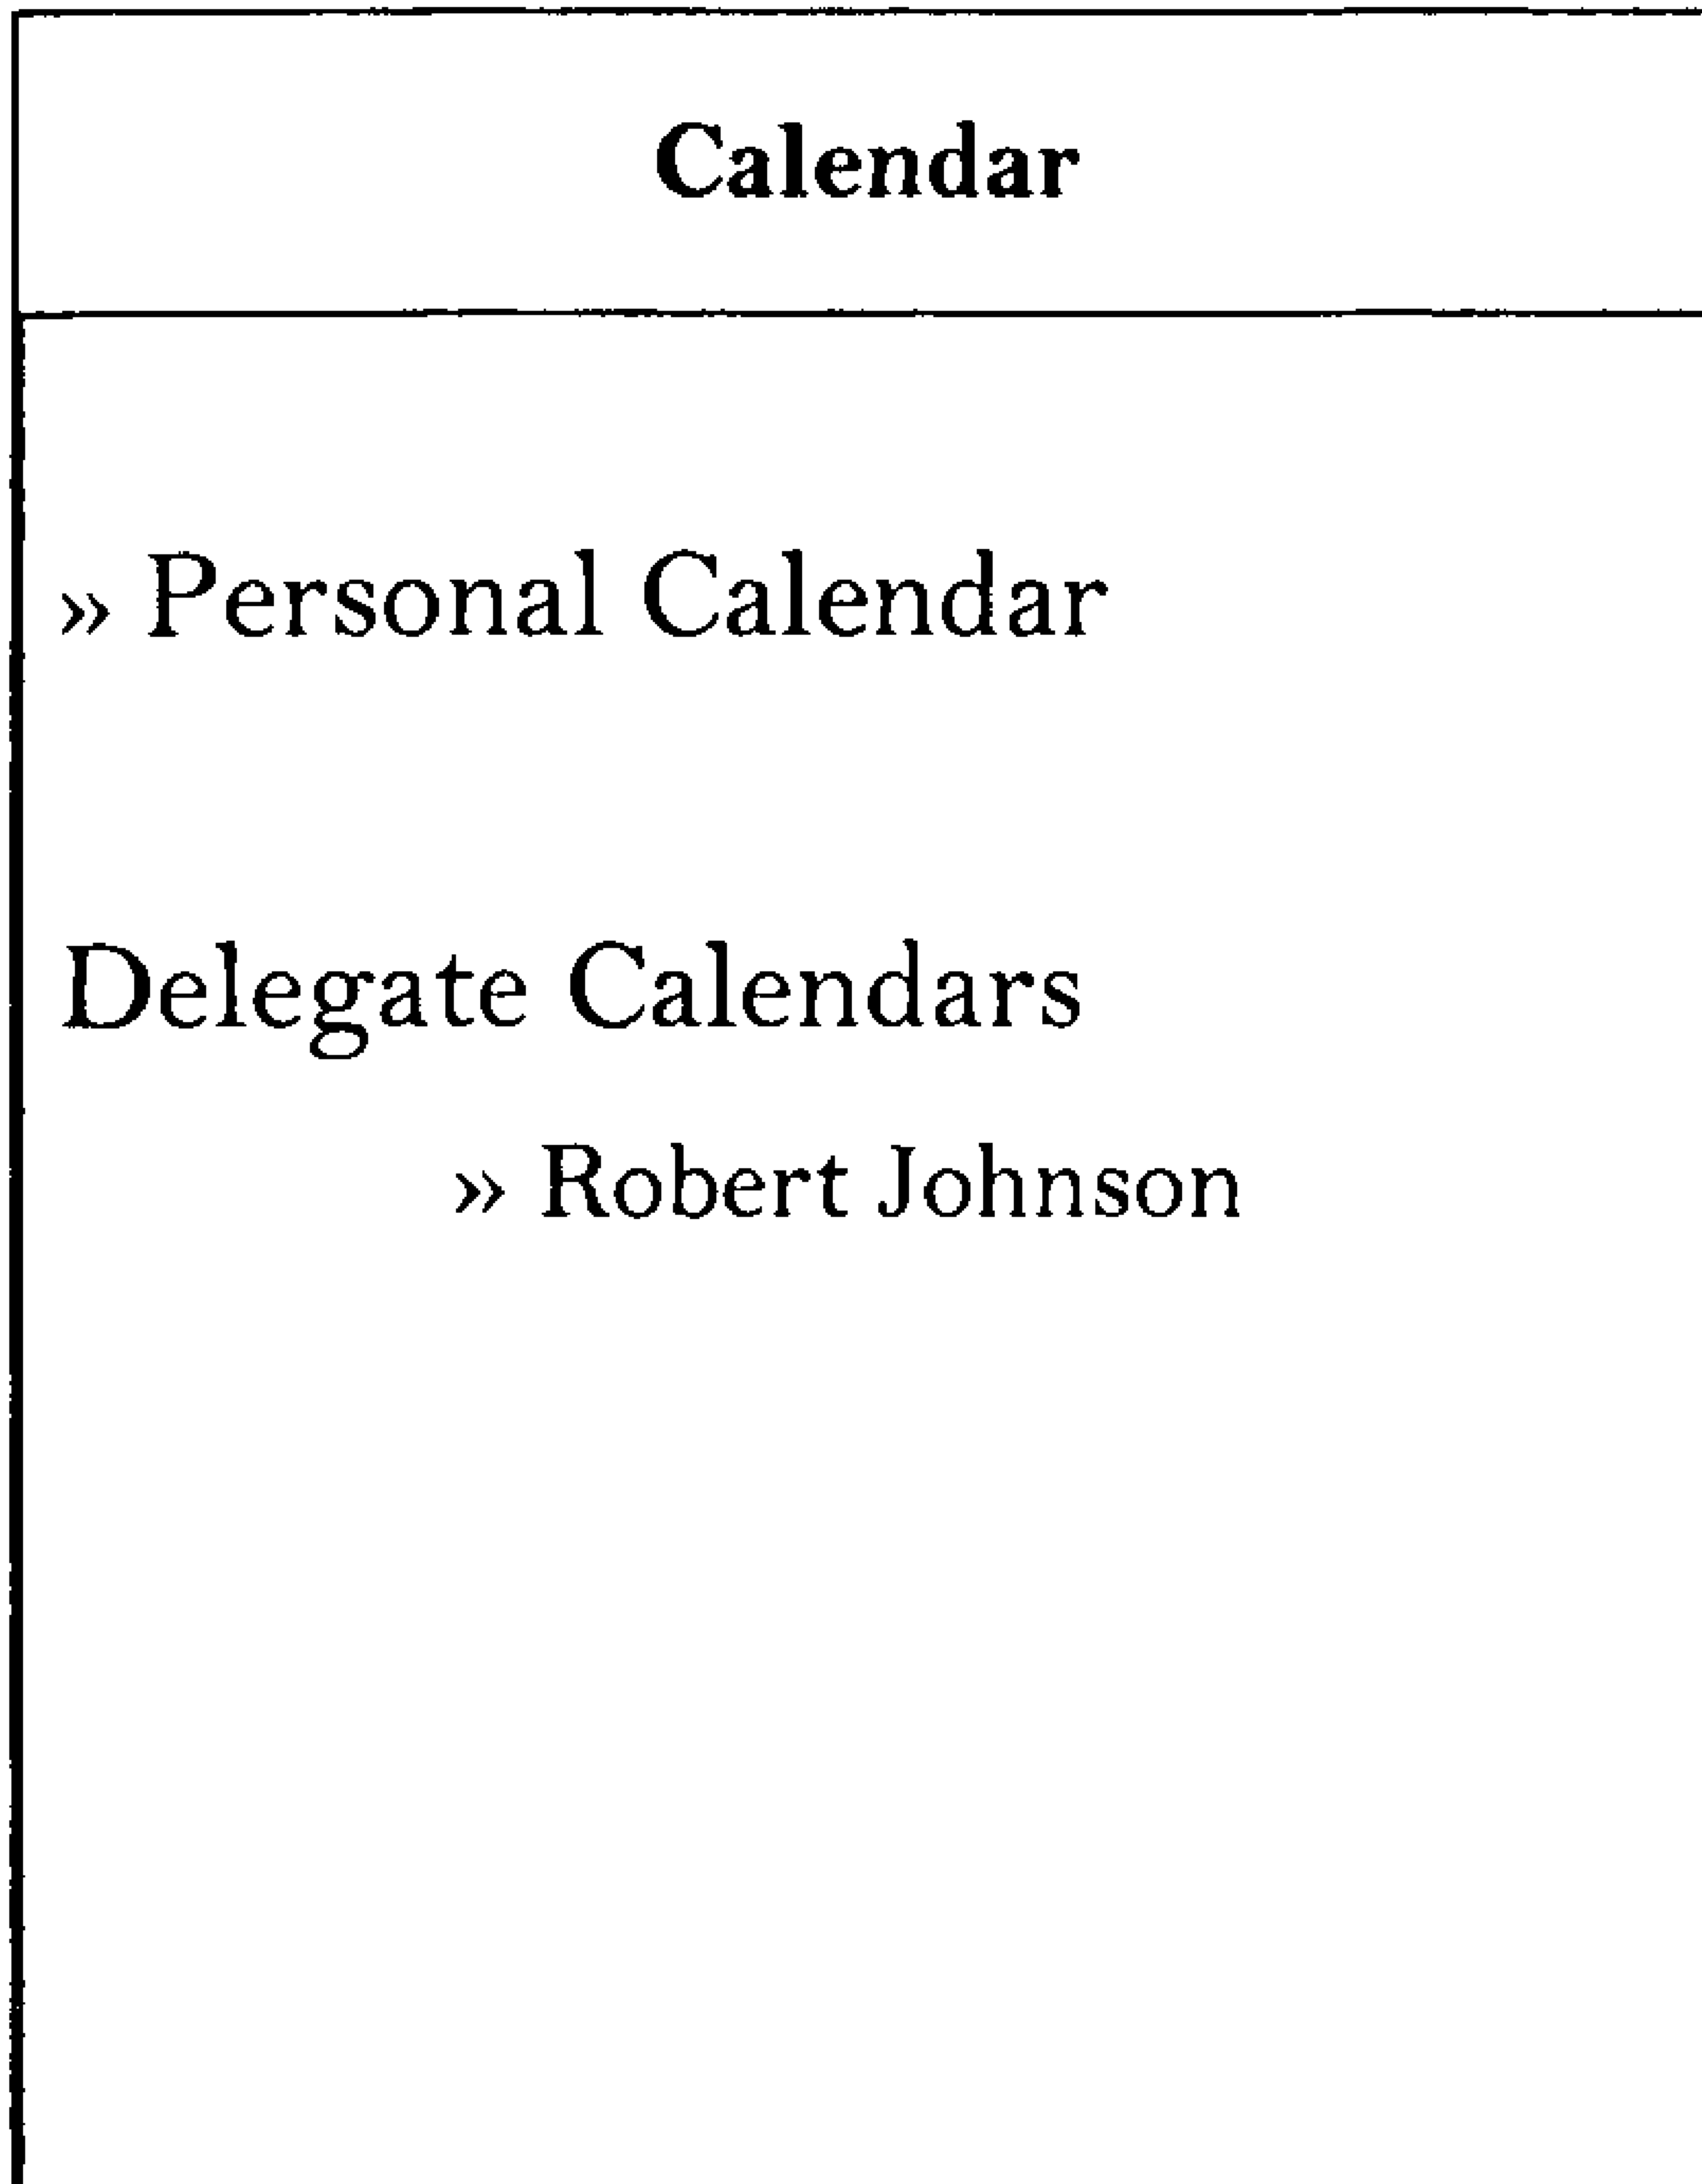 Calendar
» Personal Calendar
Delegate Calendars
» Robert Johnson